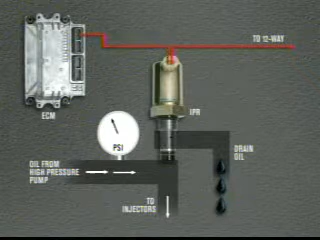 TO 12-WAY
ECM
IPR
PSI
DRAIN
OIL
OIL FROM
HIGH PRESSURE
PUMP
TO
INJECTORS